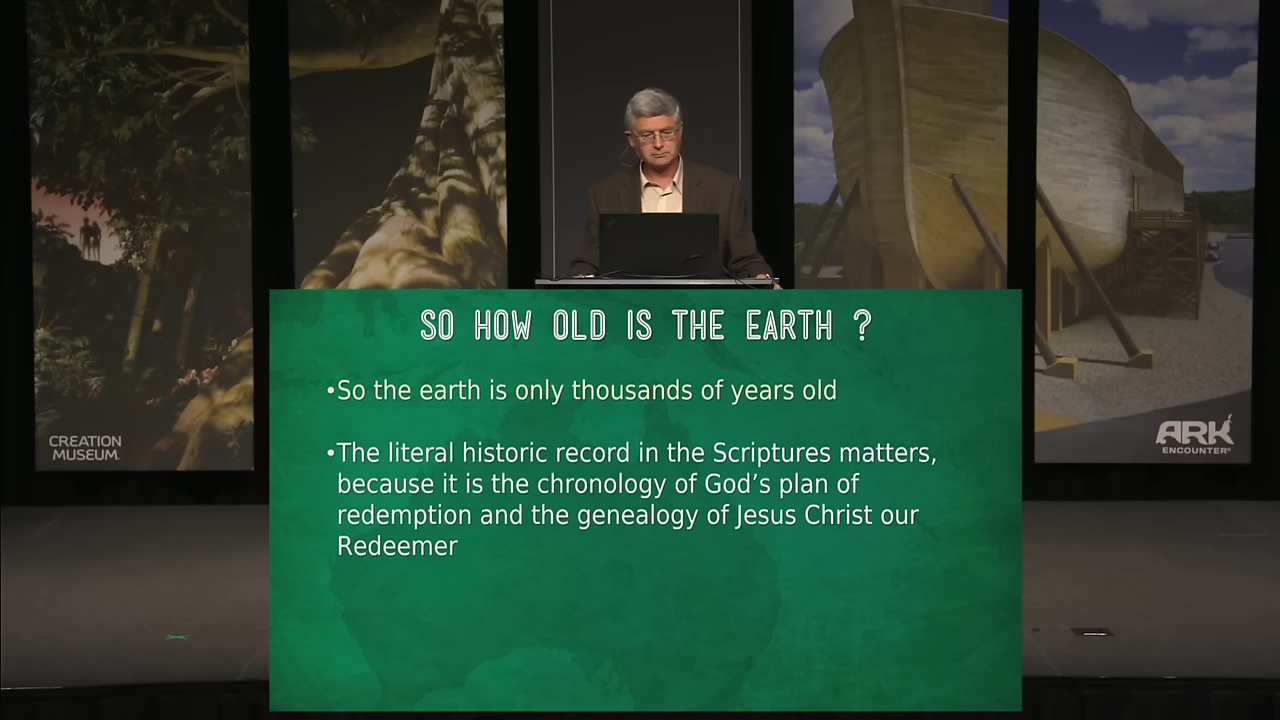 SO HOW OLD IS THE EARTH ?
•So the earth is only thousands of years old
•The literal historic record in the Scriptures matters,
because it is the chronology of God’s plan of
redemption and the genealogy of Jesus Christ our
Redeemer
CREATION
MUSEUM
ARK
ENCOUNTER®